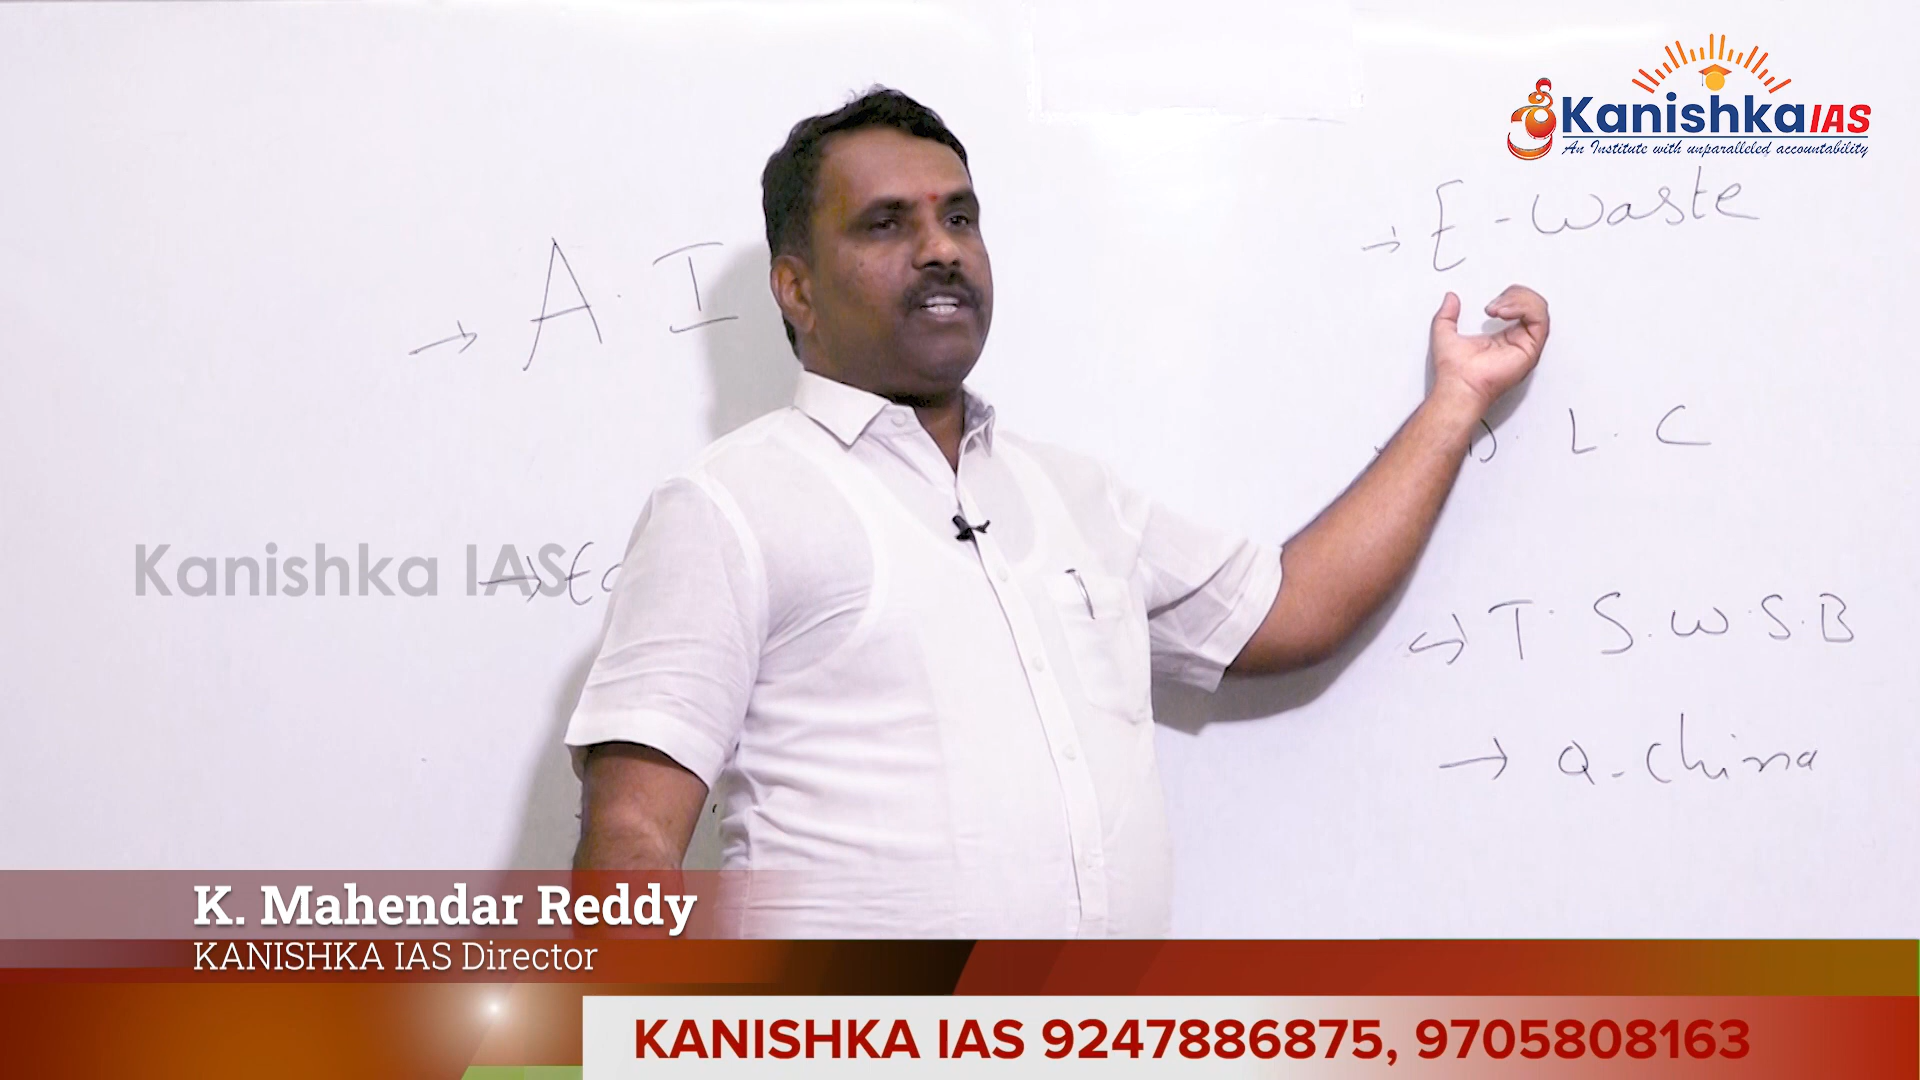 Kanishka IAS
An Institute with unparalleled accountability
→ E-waste
→ A.I
D.L.C
Kanishka IAS
→ T.S.W.S.B
→ Q-China
K. Mahendar Reddy
KANISHKA IAS Director
KANISHKA IAS 9247886875, 9705808163